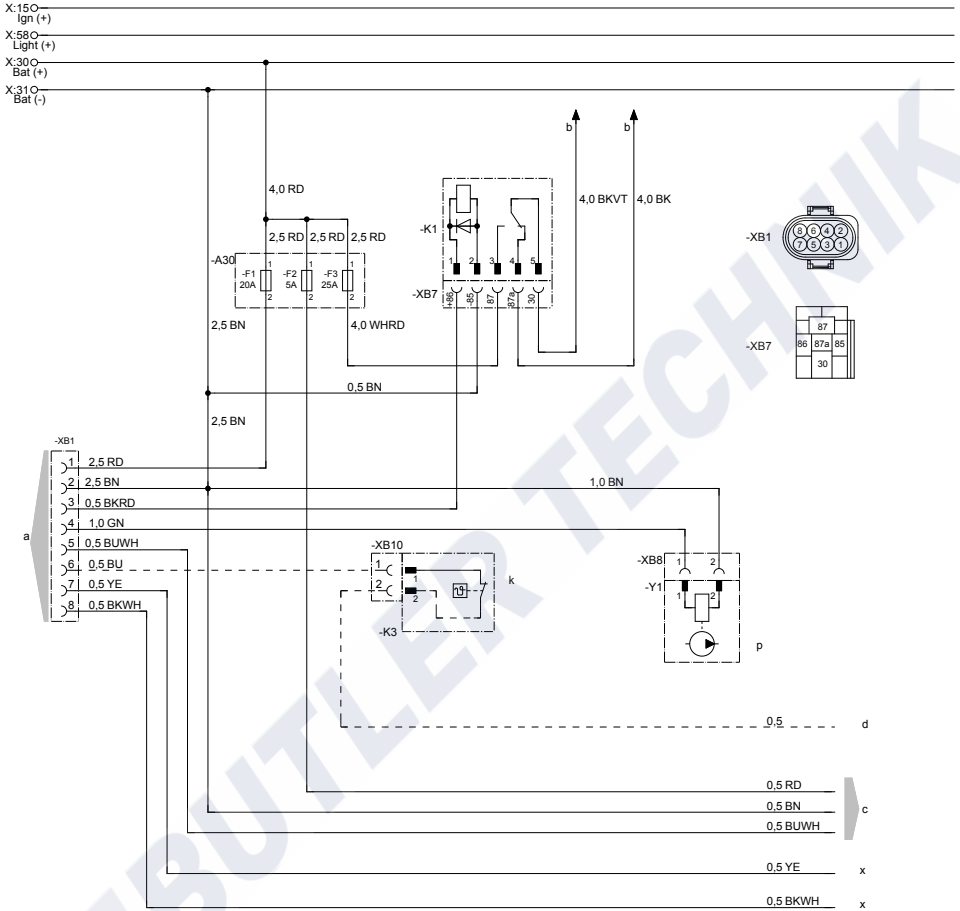 X:15
Ign (+)
X:58
Light (+)
X:30
Bat (+)
X:31
Bat (-)
b b
4,0 RD
4,0 BKVT 4,0 BK
-K1
2,5 RD 2,5 RD 2,5 RD
-A30
1 1 1
-F1 -F2 -F3
20A 5A 25A
2 2 2
1 2 3 4 5
-XB7
+86 -85 87 87a 30
-XB1
8 6 4 2
7 5 3 1
-XB7
87
86 87a 85
30
2,5 BN
4,0 WHRD
0,5 BN
2,5 BN
-XB1
a
1 2,5 RD
2 2,5 BN
1,0 BN
3 0,5 BKRD
4 1,0 GN
5 0,5 BUWH
6 0,5 BU
7 0,5 YE
8 0,5 BKWH
-XB10
1 1
2 2
k
-K3
-XB8 1 2
-Y1
1 2
p
0,5 d
0,5 RD
0,5 BN c
0,5 BUWH
0,5 YE x
0,5 BKWH x
BUTLER TECHNIK